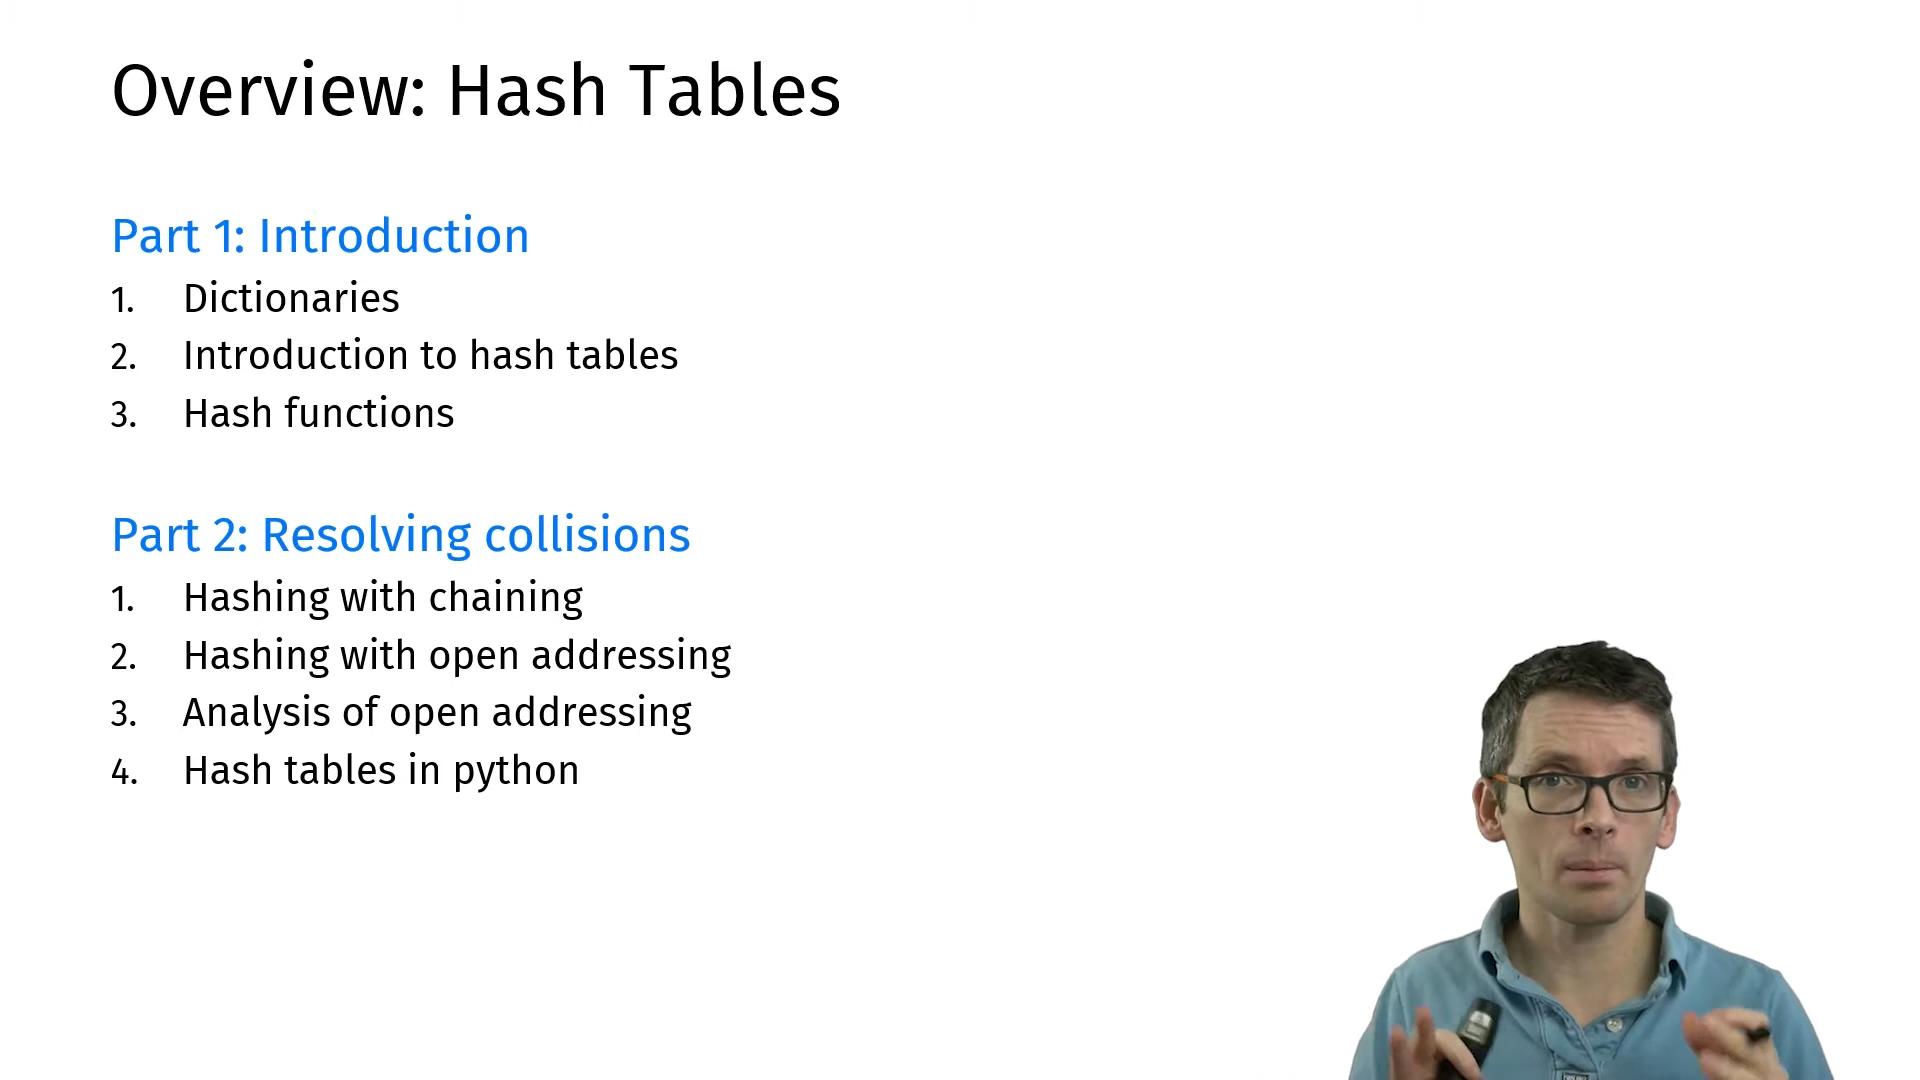 Overview: Hash Tables
Part 1: Introduction
1. Dictionaries
2. Introduction to hash tables
3. Hash functions
Part 2: Resolving collisions
1. Hashing with chaining
2. Hashing with open addressing
3. Analysis of open addressing
4. Hash tables in python